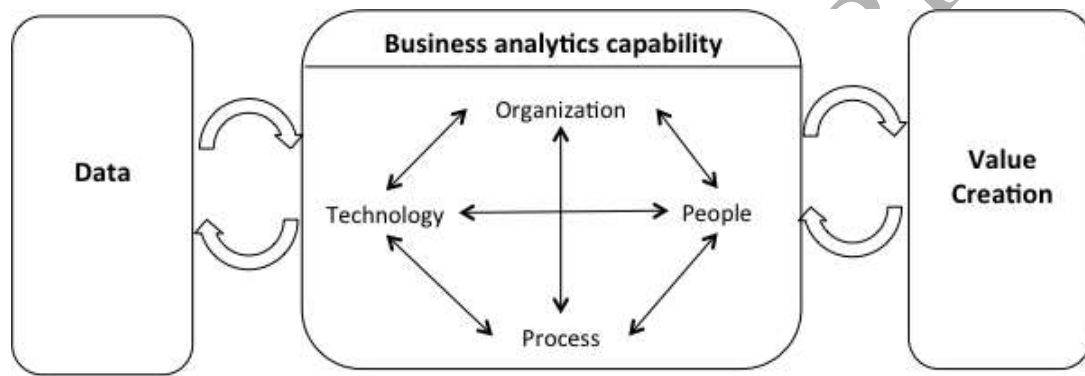 Business analytics capability
Organization
Data
Technology
People
Value
Creation
Process